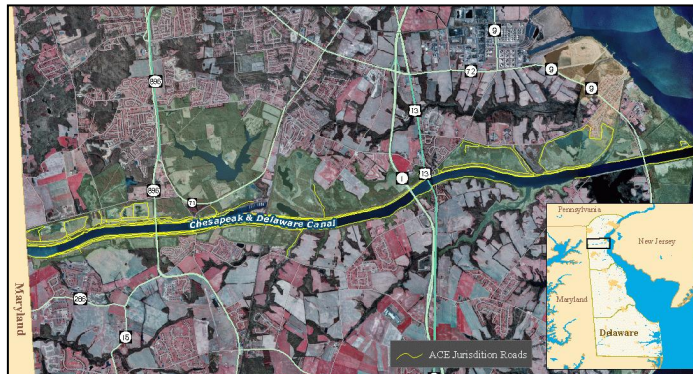 9
72
9
9
896
13
896
71
1
13
Chesapeak & Delaware Canal
Maryland
286
15
ACE Jurisdition Roads
Pennsylvania
New Jersey
Maryland
Delaware